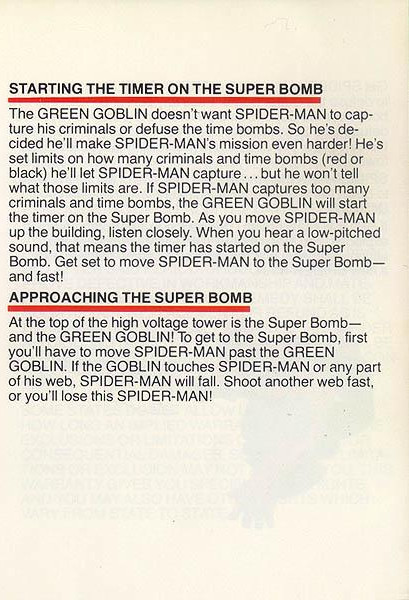 STARTING THE TIMER ON THE SUPER BOMB
The GREEN GOBLIN doesn't want SPIDER-MAN to cap-
ture his criminals or defuse the time bombs. So he's de-
cided he'll make SPIDER-MAN'S mission even harder! He's
set limits on how many criminals and time bombs (red or
black) he'll let SPIDER-MAN capture... but he won't tell
what those limits are. If SPIDER-MAN captures too many
criminals and time bombs, the GREEN GOBLIN will start
the timer on the Super Bomb. As you move SPIDER-MAN
up the building, listen closely. When you hear a low-pitched
sound, that means the timer has started on the Super
Bomb. Get set to move SPIDER-MAN to the Super Bomb—
and fast!
APPROACHING THE SUPER BOMB
At the top of the high voltage tower is the Super Bomb—
and the GREEN GOBLIN! To get to the Super Bomb, first
you'll have to move SPIDER-MAN past the GREEN
GOBLIN. If the GOBLIN touches SPIDER-MAN or any part
of his web, SPIDER-MAN will fall. Shoot another web fast,
or you'll lose this SPIDER-MAN!